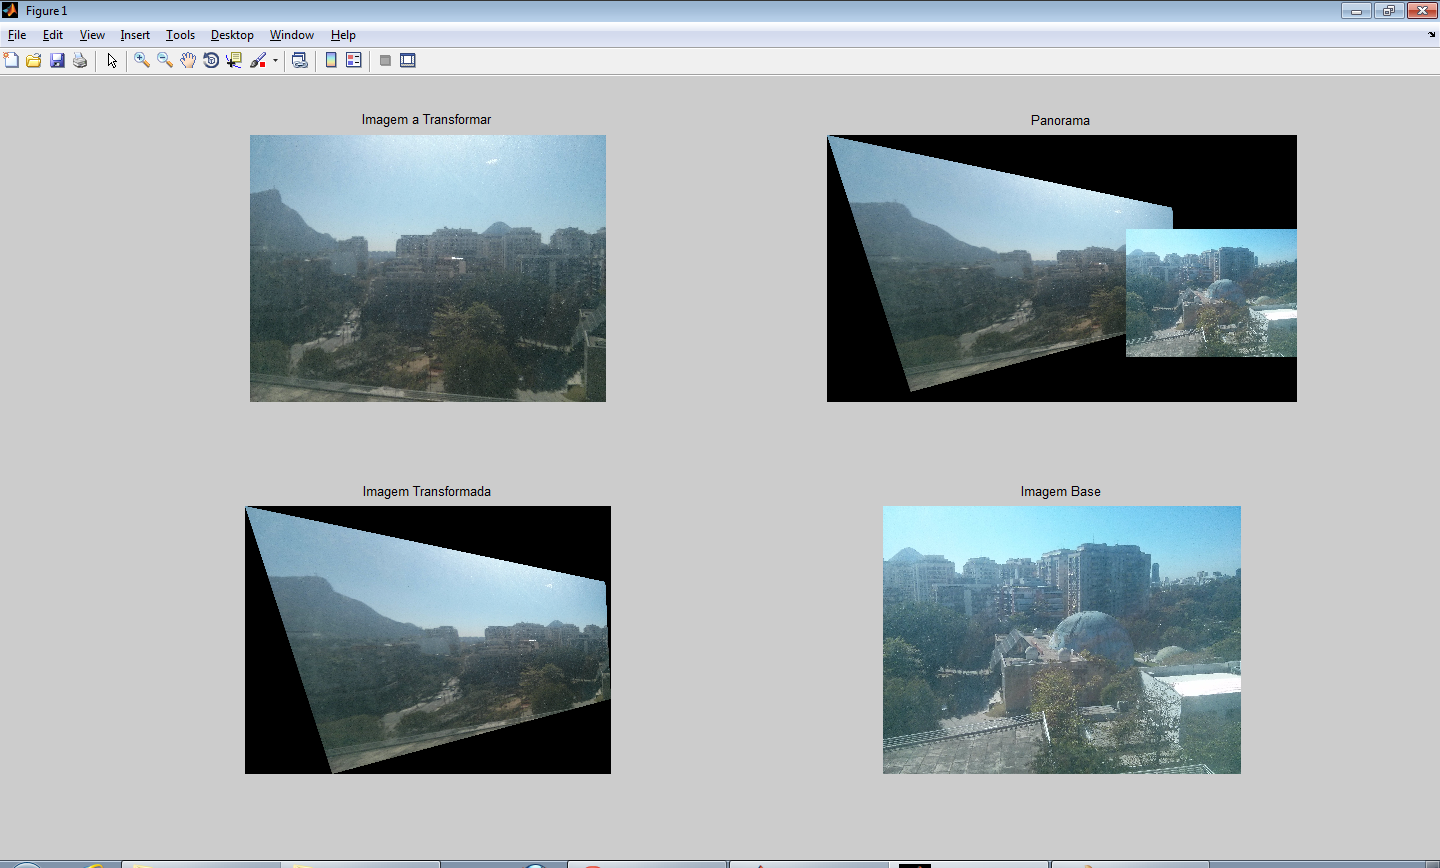 Figure 1
File Edit View Insert Tools Desktop Window Help
Imagem a Transformar
Panorama
Imagem Transformada
Imagem Base